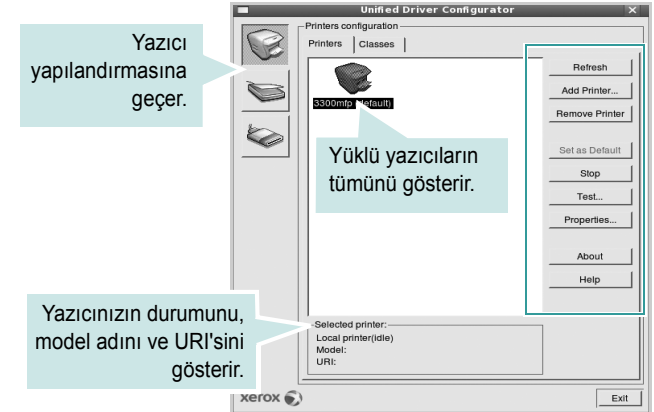 Unified Driver Configurator
Yazıcı
yapılandırmasına
geçer.
Printers configuration
Printers
Classes
3300mfp (default)
Yüklü yazıcıların
tümünü gösterir.
Refresh
Add Printer...
Remove Printer
Set as Default
Stop
Test...
Properties...
About
Help
Yazıcınızın durumunu,
model adını ve URI'sini
gösterir.
Selected printer:
Local printer(idle)
Model:
URI:
xerox
Exit